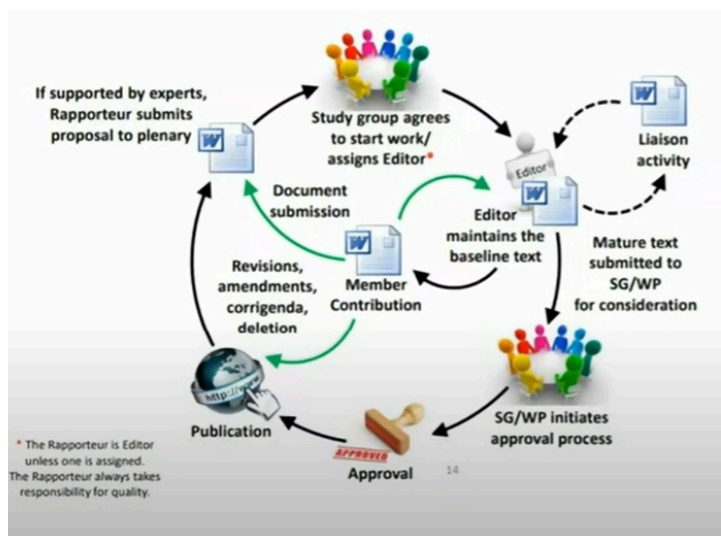 If supported by experts,
Rapporteur submits
proposal to plenary
Study group agrees
to start work/
assigns Editor*
Liaison
activity
Editor
Document
submission
Editor
maintains the
baseline text
Mature text
submitted to
SG/WP
for consideration
Revisions,
amendments,
corrigenda,
deletion
Member
Contribution
http://www
Publication
SG/WP initiates
approval process
APPROVED
Approval
14
* The Rapporteur is Editor
unless one is assigned.
The Rapporteur always takes
responsibility for quality.
W
W
W
W